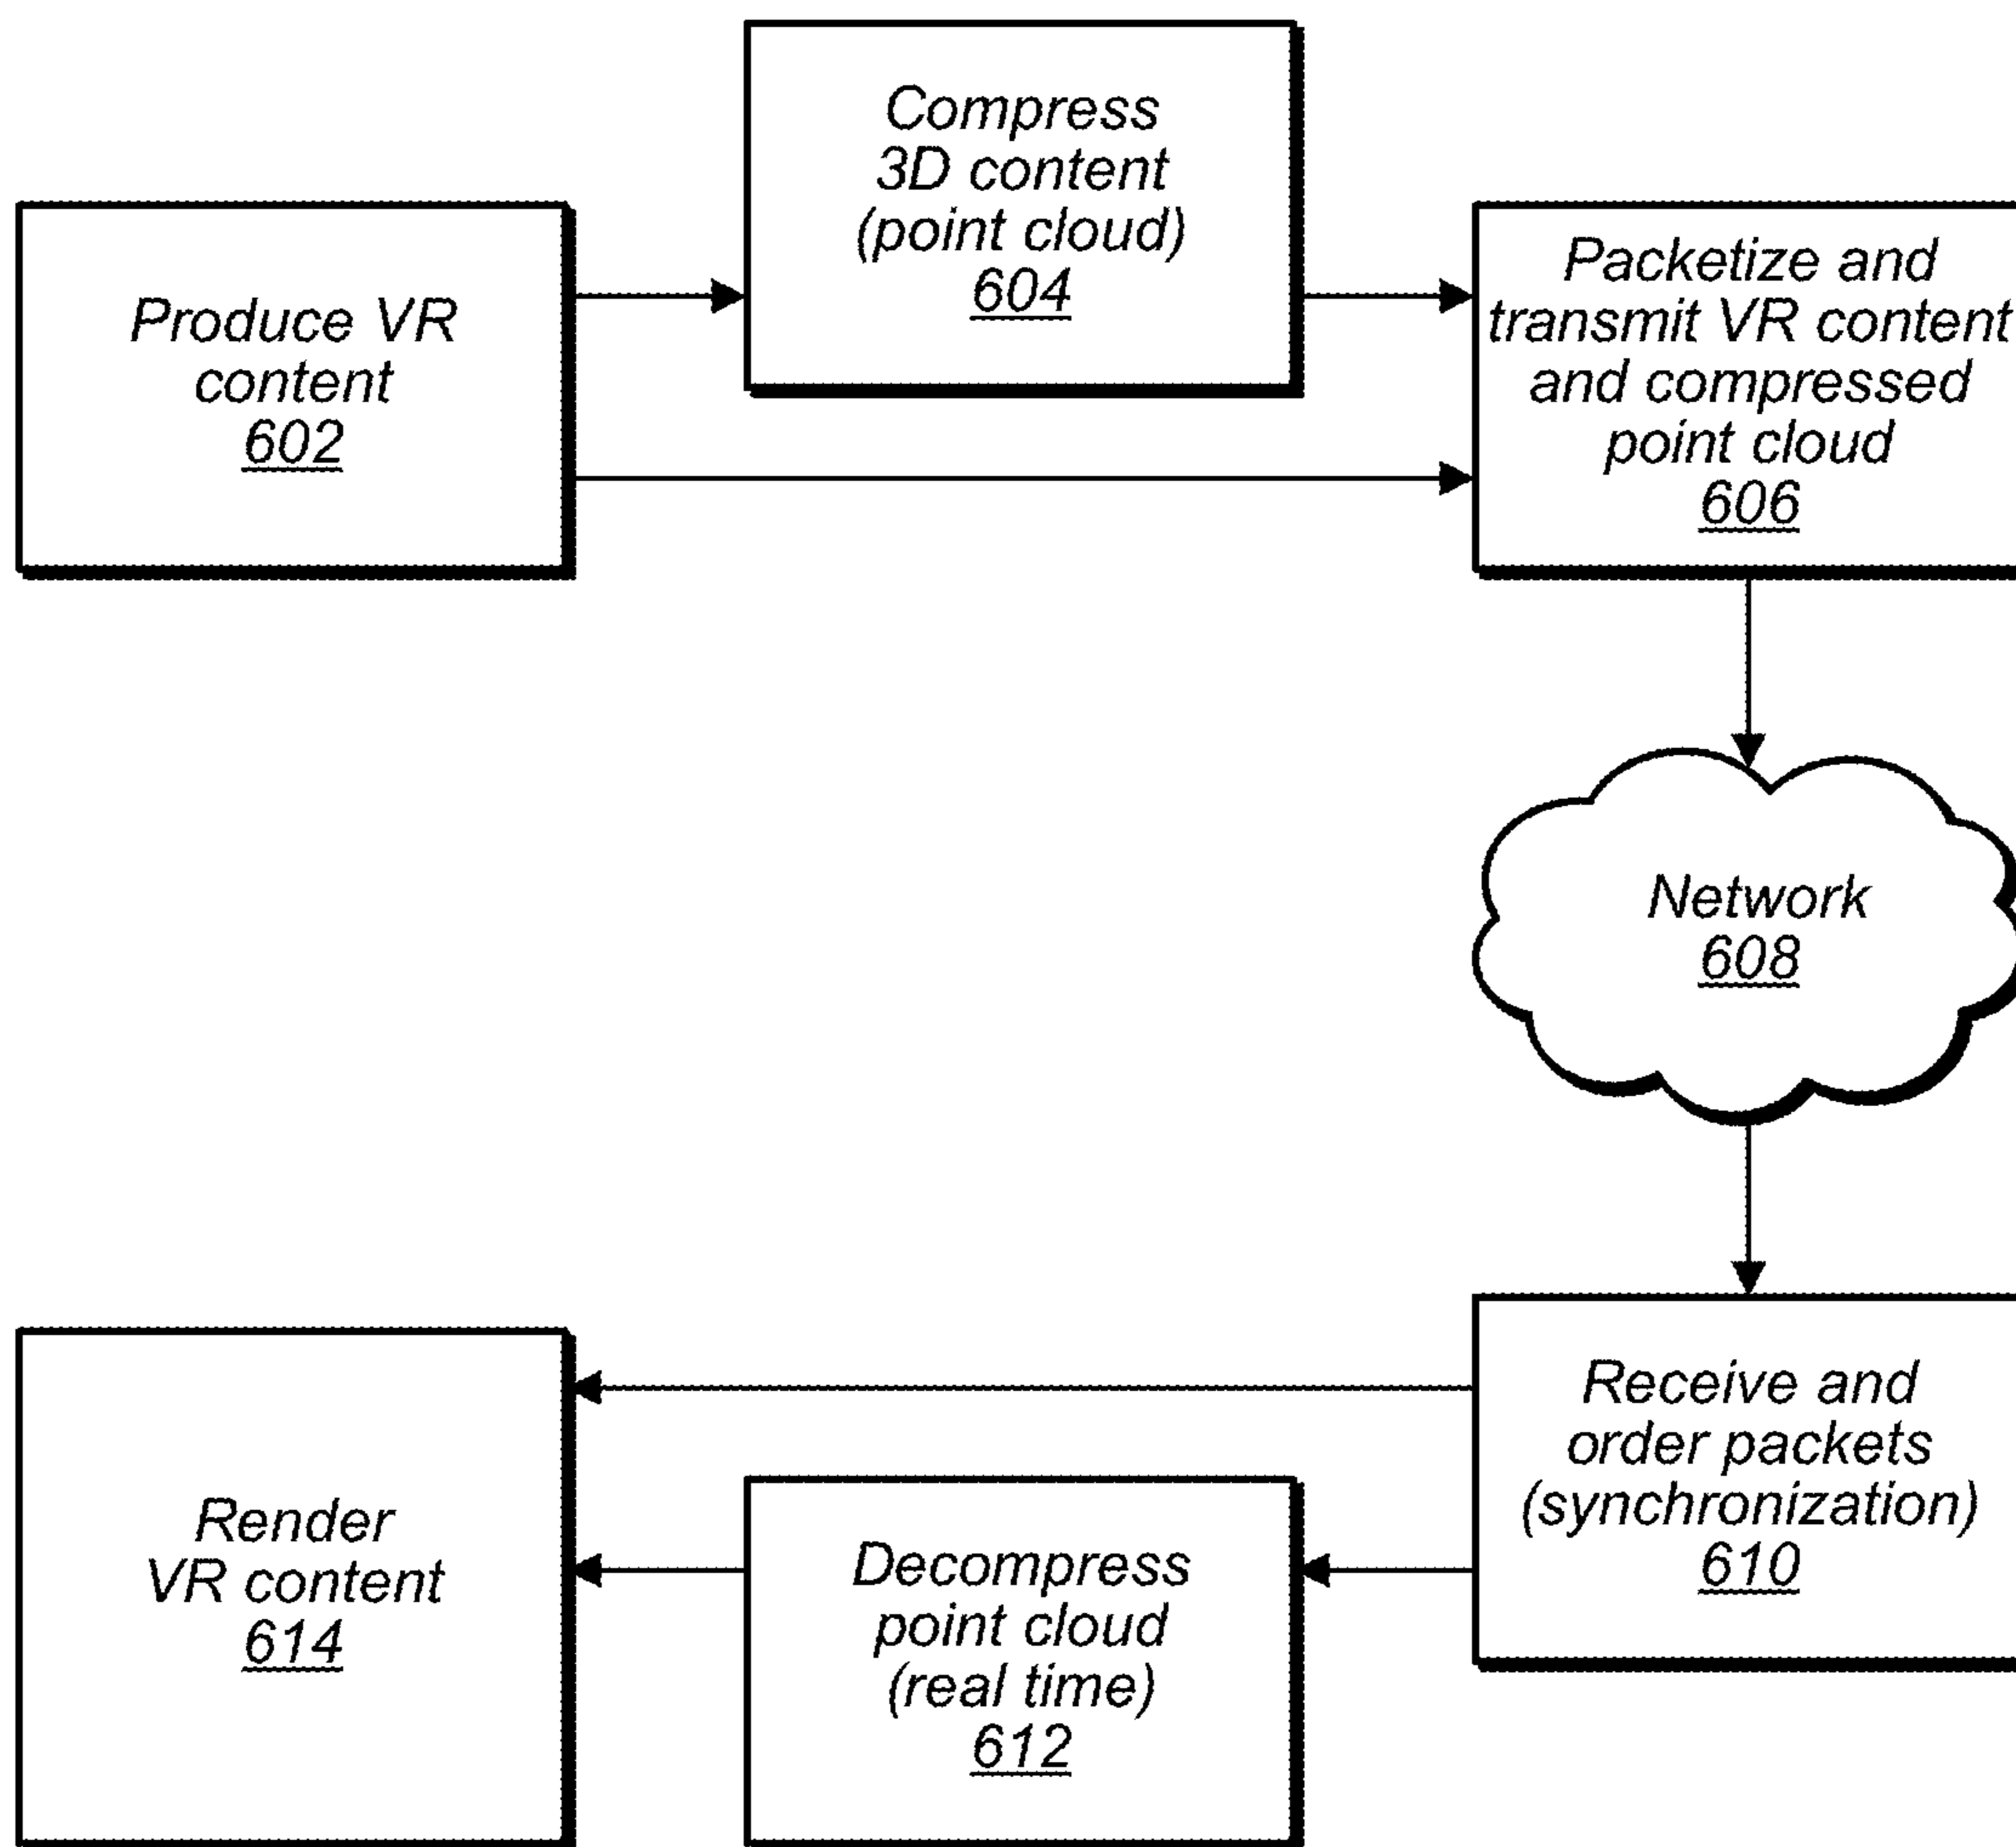 Produce VR
content
602
Compress
3D content
(point cloud)
604
Packetize and
transmit VR content
and compressed
point cloud
606
Network
608
Receive and
order packets
(synchronization)
610
Decompress
point cloud
(real time)
612
Render
VR content
614